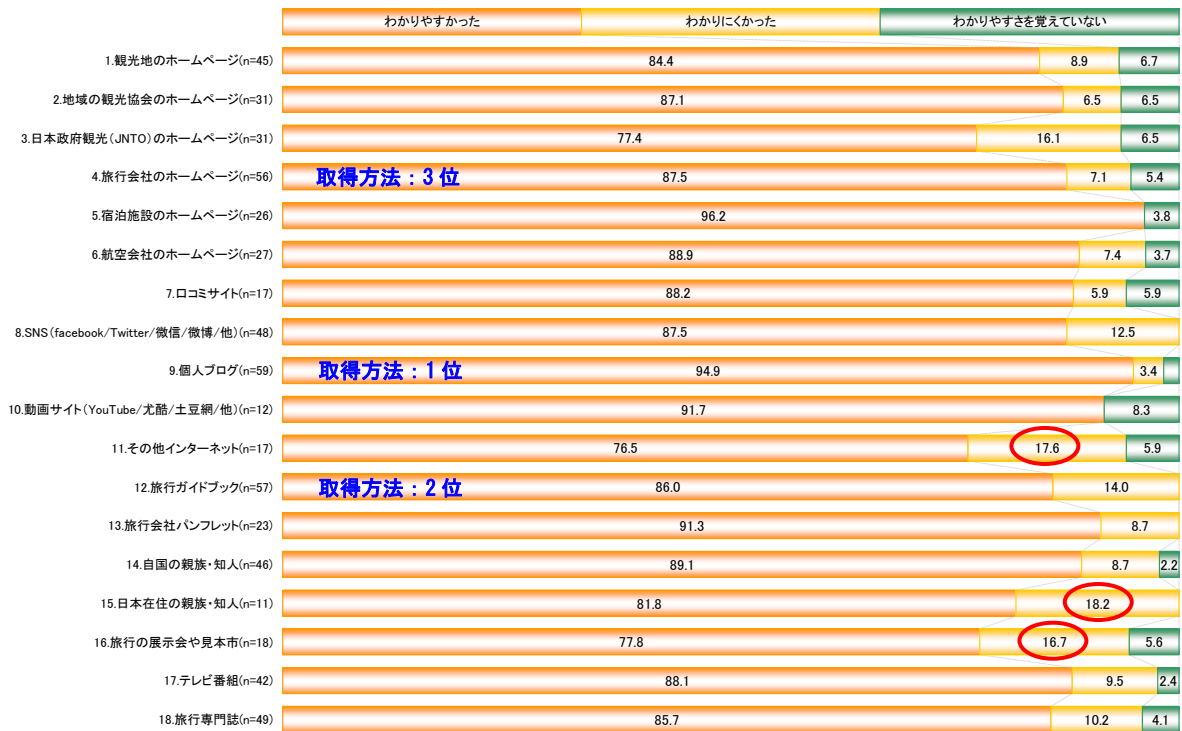 わかりやすかった わかりにくかった わかりやすさを覚えていない
1.観光地のホームページ(n=45) 84.4 8.9 6.7
2.地域の観光協会のホームページ(n=31) 87.1 6.5 6.5
3.日本政府観光(JNTO)のホームページ(n=31) 77.4 16.1 6.5
4.旅行会社のホームページ(n=56) 取得方法：3位 87.5 7.1 5.4
5.宿泊施設のホームページ(n=26) 96.2 3.8
6.航空会社のホームページ(n=27) 88.9 7.4 3.7
7.口コミサイト(n=17) 88.2 5.9 5.9
8.SNS(facebook/Twitter/微信/微博/他)(n=48) 87.5 12.5
9.個人ブログ(n=59) 取得方法：1位 94.9 3.4
10.動画サイト(YouTube/尤酷/土豆網/他)(n=12) 91.7 8.3
11.その他インターネット(n=17) 76.5 17.6 5.9
12.旅行ガイドブック(n=57) 取得方法：2位 86.0 14.0
13.旅行会社パンフレット(n=23) 91.3 8.7
14.自国の親族・知人(n=46) 89.1 8.7 2.2
15.日本在住の親族・知人(n=11) 81.8 18.2
16.旅行の展示会や見本市(n=18) 77.8 16.7 5.6
17.テレビ番組(n=42) 88.1 9.5 2.4
18.旅行専門誌(n=49) 85.7 10.2 4.1